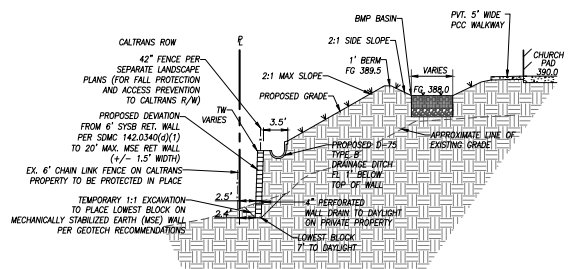 CALTRANS ROW
℄
42" FENCE PER
SEPARATE LANDSCAPE
PLANS (FOR FALL PROTECTION
AND ACCESS PREVENTION
TO CALTRANS R/W)
TW
VARIES
PROPOSED DEVIATION
FROM 6' SYSB RET. WALL
PER SDMC 142.0340(d)(1)
TO 20' MAX. MSE RET WALL
(+/- 1.5' WIDTH)
EX. 6' CHAIN LINK FENCE ON CALTRANS
PROPERTY TO BE PROTECTED IN PLACE
TEMPORARY 1:1 EXCAVATION
TO PLACE LOWEST BLOCK ON
MECHANICALLY STABILIZED EARTH (MSE) WALL
PER GEOTECH RECOMMENDATIONS
2.5'
2.4'
3.5'
2:1 MAX SLOPE
PROPOSED GRADE
BMP BASIN
2:1 SIDE SLOPE
1' BERM
FG 389.5
VARIES
FG 388.0
PVT. 5' WIDE
PCC WALKWAY
CHURCH
PAD
390.0
APPROXIMATE LINE OF
EXISTING GRADE
PROPOSED D-75
TYPE B
DRAINAGE DITCH
FL 1' BELOW
TOP OF WALL
4" PERFORATED
WALL DRAIN TO DAYLIGHT
ON PRIVATE PROPERTY
LOWEST BLOCK
7' TO DAYLIGHT